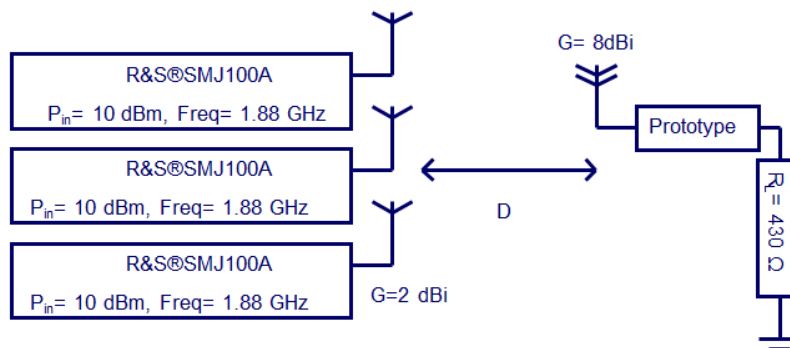 G= 8dBi
R&S®SMJ100A
Pin= 10 dBm, Freq= 1.88 GHz
Prototype
R&S®SMJ100A
Pin= 10 dBm, Freq= 1.88 GHz
D
RL = 430 Ω
R&S®SMJ100A
Pin= 10 dBm, Freq= 1.88 GHz
G=2 dBi